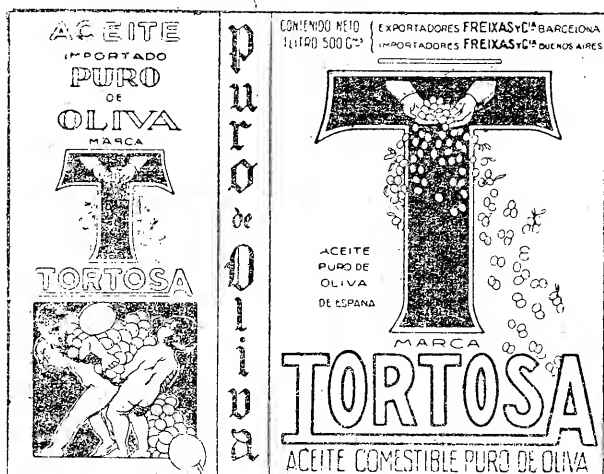 ACEITE
IMPORTADO
PURO
DE
OLIVA
MARCA
T
TORTOSA
puro de Oliva
CONTENIDO NETO
1 LITRO 500 Gms
EXPORTADORES FREIXAS Y Cia BARCELONA
IMPORTADORES FREIXAS Y Cia BUENOS AIRES
T
ACEITE
PURO DE
OLIVA
DE ESPAÑA
MARCA
TORTOSA
ACEITE COMESTIBLE PURO DE OLIVA